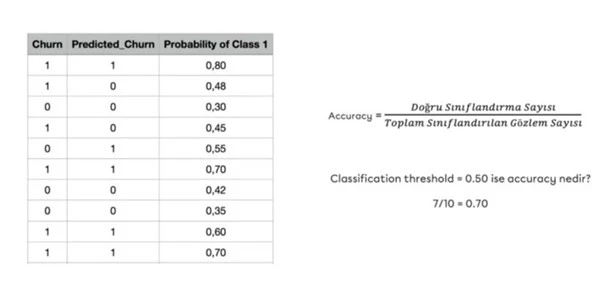 Churn Predicted_Churn Probability of Class 1
1 1 0,80
1 0 0,48
0 0 0,30
1 0 0,45
0 1 0,55
1 1 0,70
0 0 0,42
0 0 0,35
1 1 0,60
1 1 0,70
Accuracy = Doğru Sınıflandırma Sayısı
Toplam Sınıflandırılan Gözlem Sayısı
Classification threshold = 0.50 ise accuracy nedir?
7/10 = 0.70